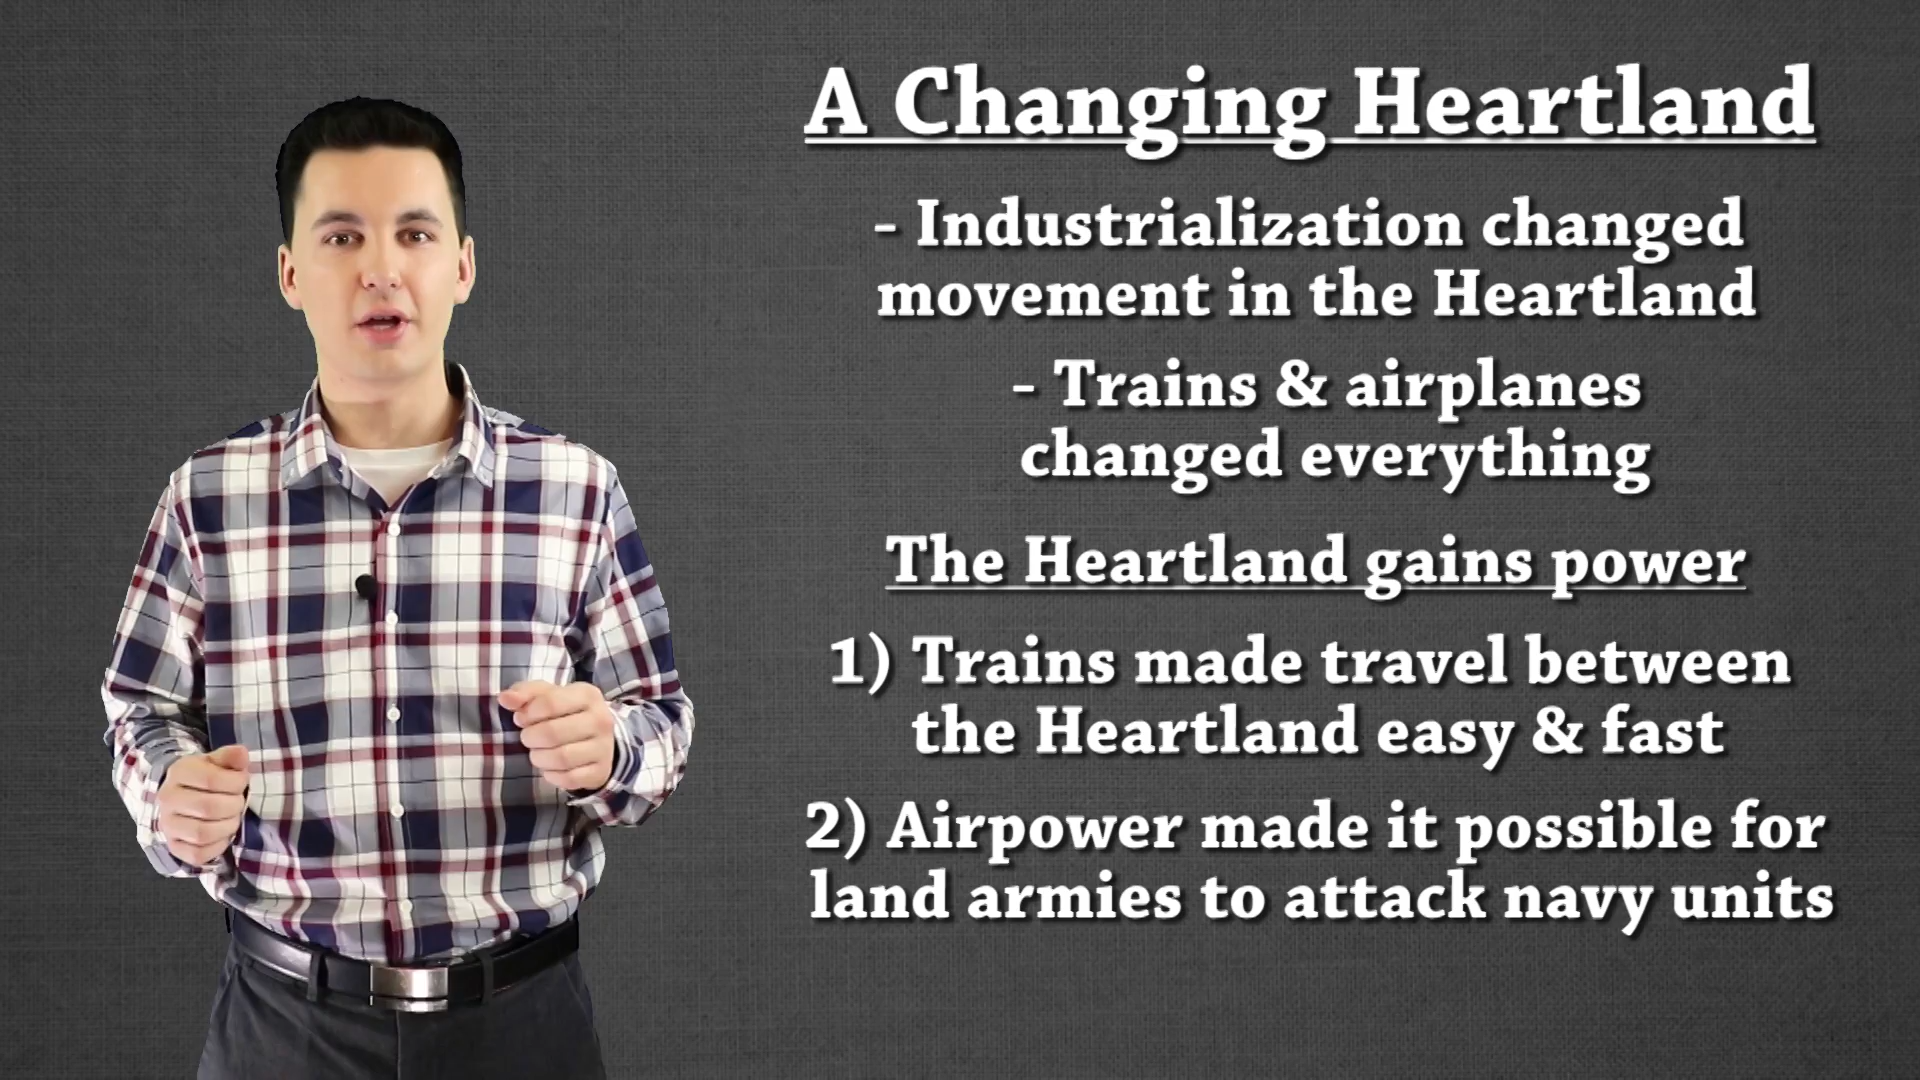 A Changing Heartland
- Industrialization changed
movement in the Heartland
- Trains & airplanes
changed everything
The Heartland gains power
1) Trains made travel between
the Heartland easy & fast
2) Airpower made it possible for
land armies to attack navy units